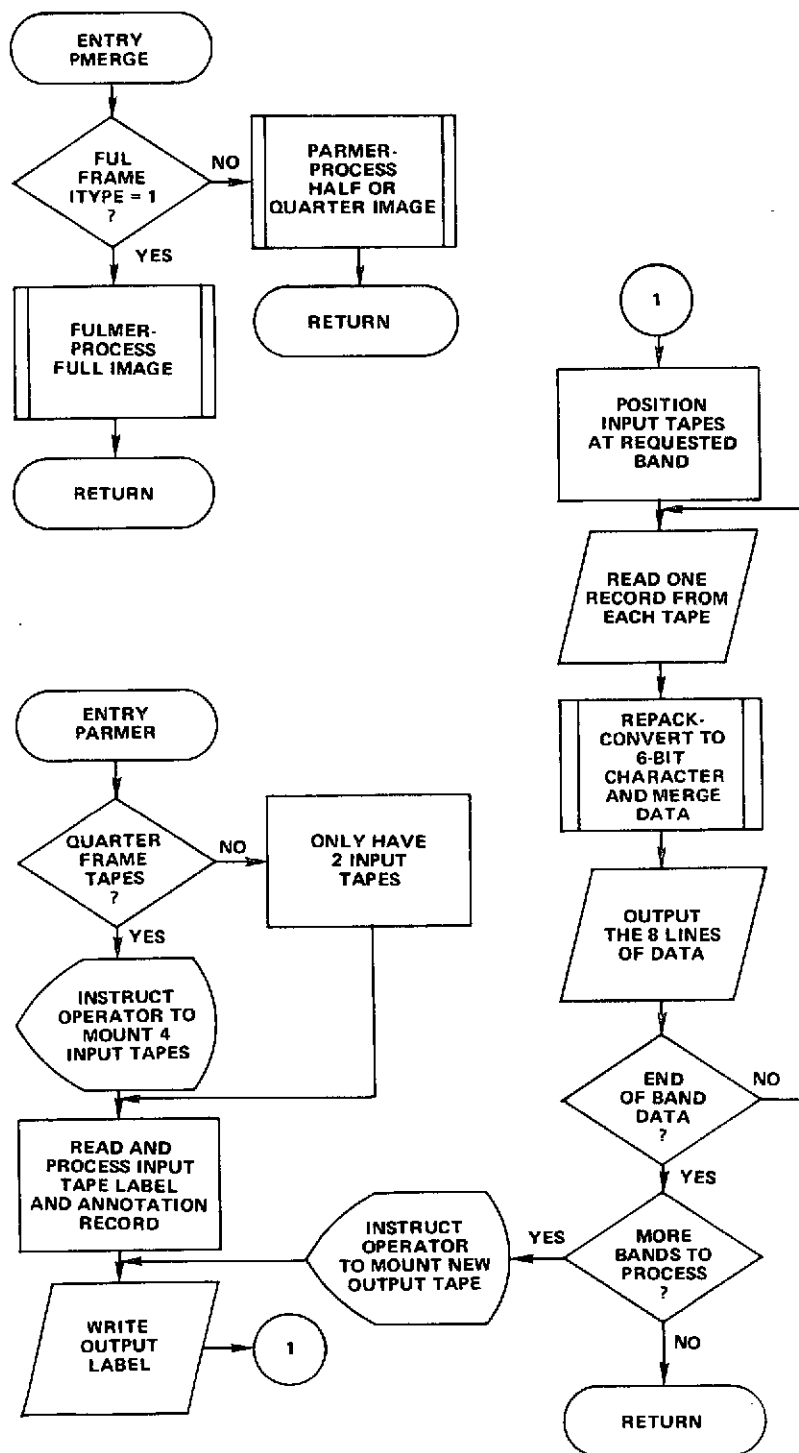 ENTRY
PMERGE
FUL
FRAME
ITYPE = 1
?
NO
YES
PARMER-
PROCESS
HALF OR
QUARTER IMAGE
RETURN
FULMER-
PROCESS
FULL IMAGE
RETURN
ENTRY
PARMER
QUARTER
FRAME
TAPES
?
NO
YES
ONLY HAVE
2 INPUT
TAPES
INSTRUCT
OPERATOR TO
MOUNT 4
INPUT TAPES
READ AND
PROCESS INPUT
TAPE LABEL
AND ANNOTATION
RECORD
WRITE
OUTPUT
LABEL
1
1
POSITION
INPUT TAPES
AT REQUESTED
BAND
READ ONE
RECORD FROM
EACH TAPE
REPACK-
CONVERT TO
6-BIT
CHARACTER
AND MERGE
DATA
OUTPUT
THE 8 LINES
OF DATA
END
OF BAND
DATA
?
NO
YES
MORE
BANDS TO
PROCESS
?
YES
INSTRUCT
OPERATOR
TO MOUNT NEW
OUTPUT TAPE
NO
RETURN